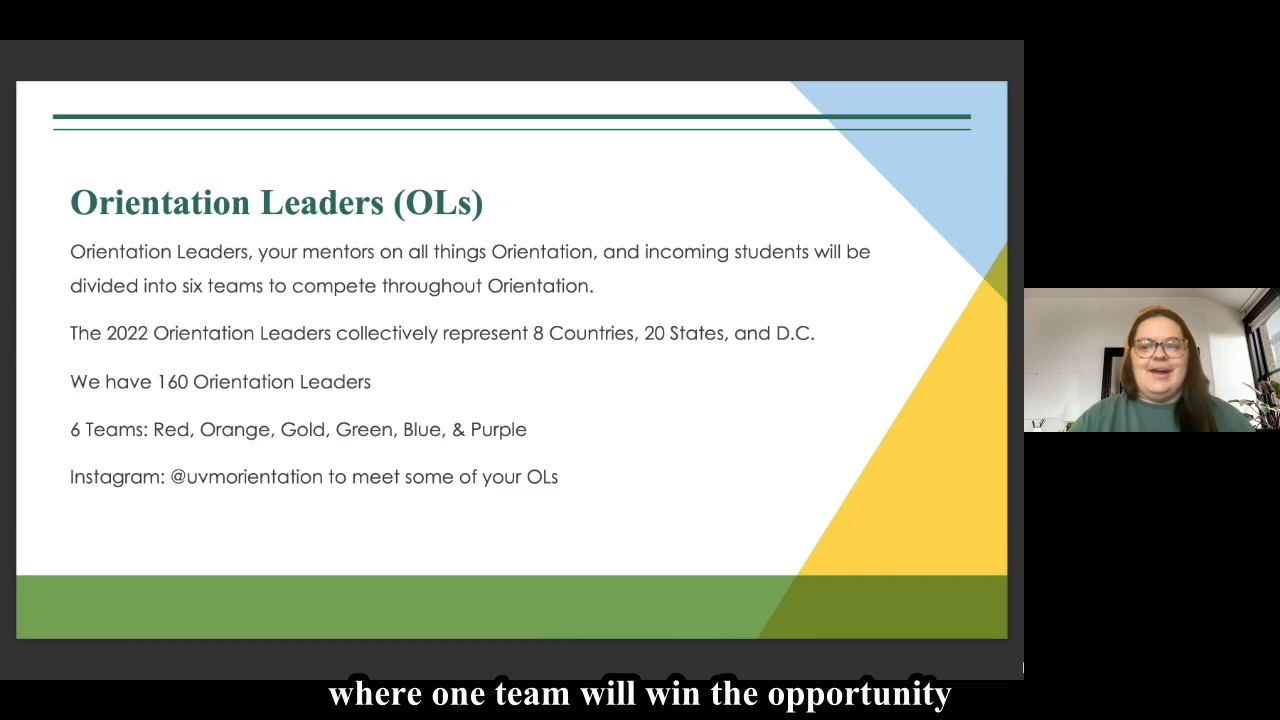 Orientation Leaders (OLs)
Orientation Leaders, your mentors on all things Orientation, and incoming students will be
divided into six teams to compete throughout Orientation.
The 2022 Orientation Leaders collectively represent 8 Countries, 20 States, and D.C.
We have 160 Orientation Leaders
6 Teams: Red, Orange, Gold, Green, Blue, & Purple
Instagram: @uvmorientation to meet some of your OLs
where one team will win the opportunity